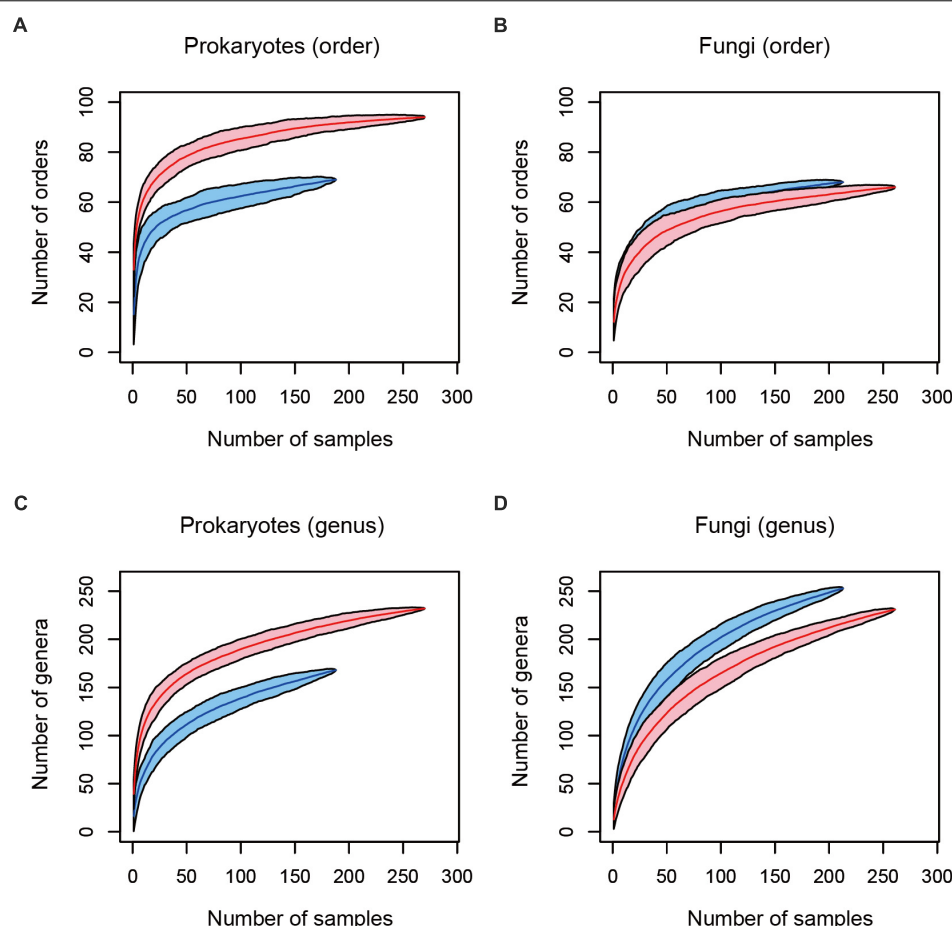 A
Prokaryotes (order)
Number of orders
0 20 40 60 80 100
0 50 100 150 200 250 300
Number of samples
B
Fungi (order)
Number of orders
0 20 40 60 80 100
0 50 100 150 200 250 300
Number of samples
C
Prokaryotes (genus)
Number of genera
0 50 100 150 200 250
0 50 100 150 200 250 300
Number of samples
D
Fungi (genus)
Number of genera
0 50 100 150 200 250
0 50 100 150 200 250 300
Number of samples